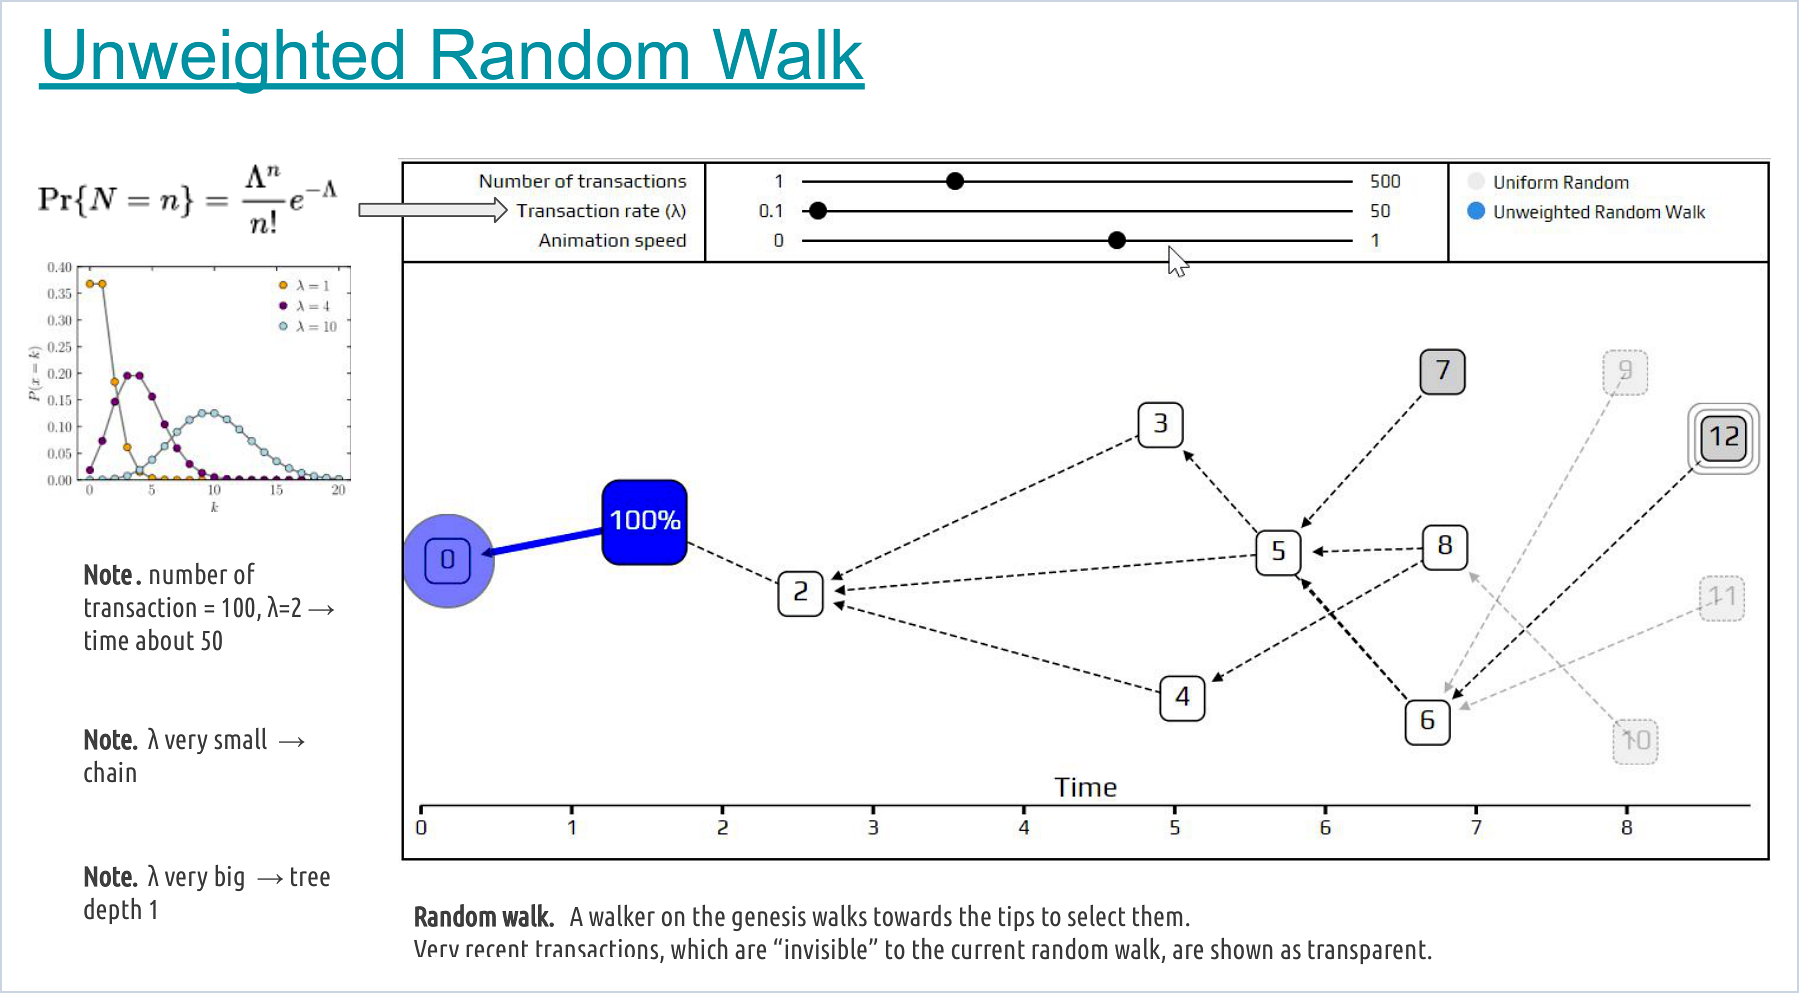 Unweighted Random Walk
Pr{N = n} = Λⁿ/n! e^−Λ
Number of transactions 1 500
Transaction rate (λ) 0.1 50
Animation speed 0 1
Uniform Random
Unweighted Random Walk
0.40
0.35
0.30
0.25
0.20
0.15
0.10
0.05
0.00
P(x = k)
λ = 1
λ = 4
λ = 10
0 5 10 15 20
k
Note. number of
transaction = 100, λ=2 →
time about 50
Note. λ very small →
chain
Note. λ very big → tree
depth 1
0
100%
2
3
4
5
6
7
8
9
10
11
12
Time
0 1 2 3 4 5 6 7 8
Random walk. A walker on the genesis walks towards the tips to select them.
Very recent transactions, which are “invisible” to the current random walk, are shown as transparent.